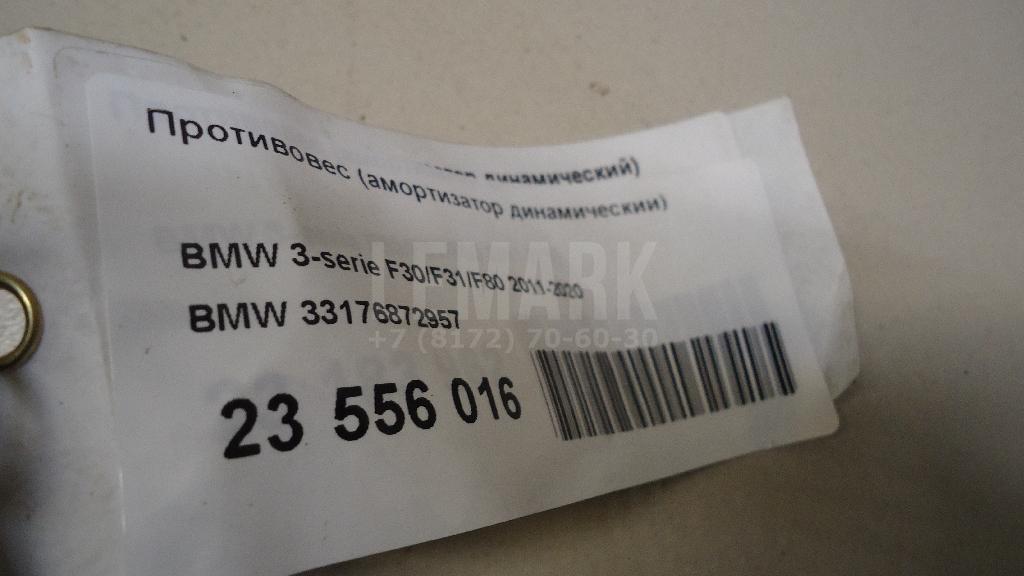 Противовес (амортизатор динамический)
динамический)
BMW 3-serie F30/F31/F80 2011-2020
BMW 33176872957
23 556 016
LEMARK
+7 (8172) 70-60-30